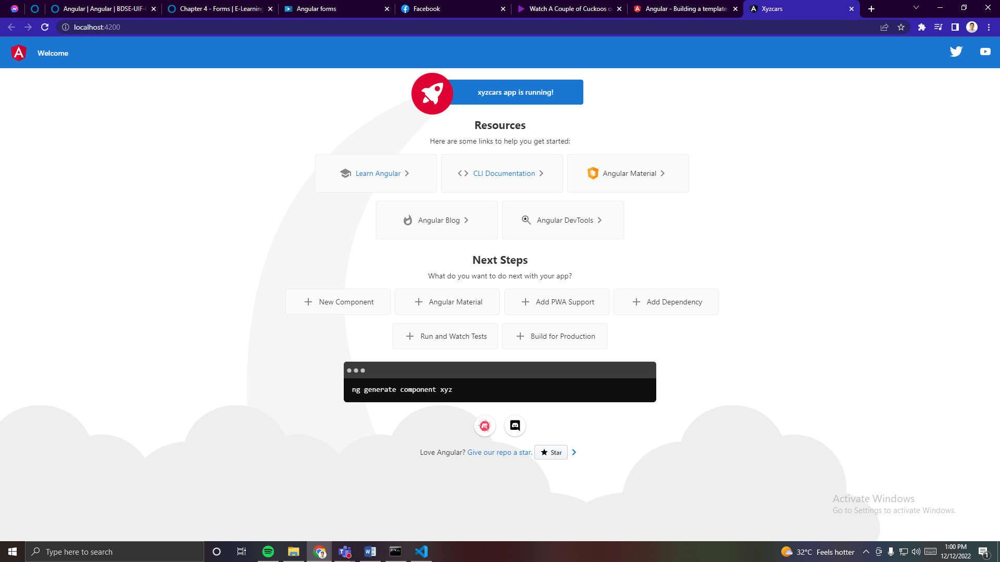 Angular | Angular | BDSE-UIF-
Chapter 4 - Forms | E-Learning
Angular forms
Facebook
Watch A Couple of Cuckoos o
Angular - Building a template
Xyzcars
localhost:4200
Welcome
xyzcars app is running!
Resources
Here are some links to help you get started:
Learn Angular
CLI Documentation
Angular Material
Angular Blog
Angular DevTools
Next Steps
What do you want to do next with your app?
New Component
Angular Material
Add PWA Support
Add Dependency
Run and Watch Tests
Build for Production
ng generate component xyz
Love Angular? Give our repo a star. Star
Activate Windows
Go to Settings to activate Windows.
Type here to search
32°C Feels hotter
1:00 PM
12/12/2022
1